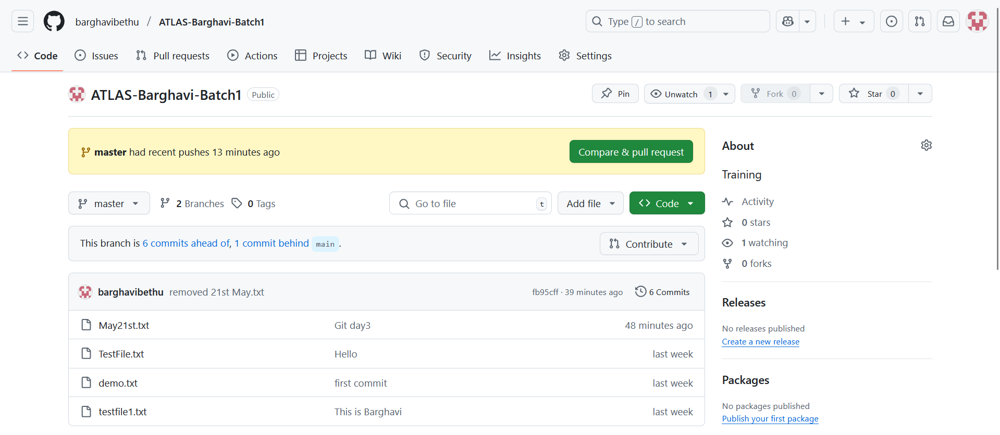 barghavibethu / ATLAS-Barghavi-Batch1
Type / to search
Code
Issues
Pull requests
Actions
Projects
Wiki
Security
Insights
Settings
ATLAS-Barghavi-Batch1 Public
Pin
Unwatch 1
Fork 0
Star 0
master had recent pushes 13 minutes ago
Compare & pull request
master
2 Branches
0 Tags
Go to file t
Add file
Code
This branch is 6 commits ahead of, 1 commit behind main.
Contribute
barghavibethu removed 21st May.txt fb95cff · 39 minutes ago 6 Commits
May21st.txt Git day3 48 minutes ago
TestFile.txt Hello last week
demo.txt first commit last week
testfile1.txt This is Barghavi last week
About
Training
Activity
0 stars
1 watching
0 forks
Releases
No releases published
Create a new release
Packages
No packages published
Publish your first package